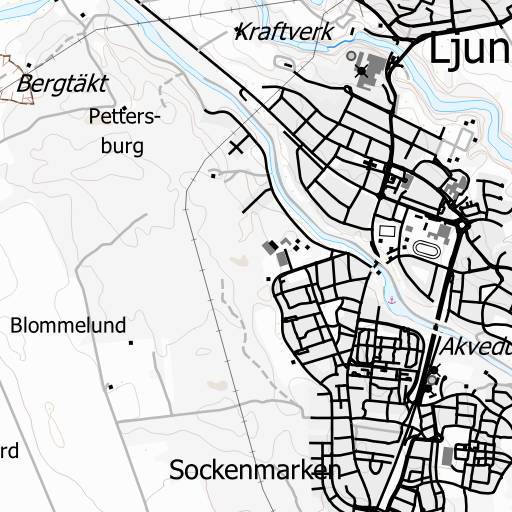 Kraftverk
Ljun
Bergtäkt
Petters-
burg
Blommelund
Akvedu
rd
Sockenmarken